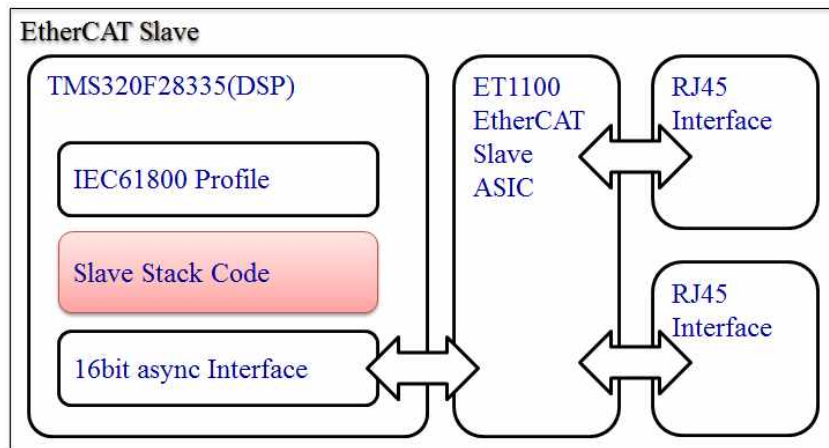 EtherCAT Slave
TMS320F28335(DSP)
IEC61800 Profile
Slave Stack Code
16bit async Interface
ET1100
EtherCAT
Slave
ASIC
RJ45
Interface
RJ45
Interface